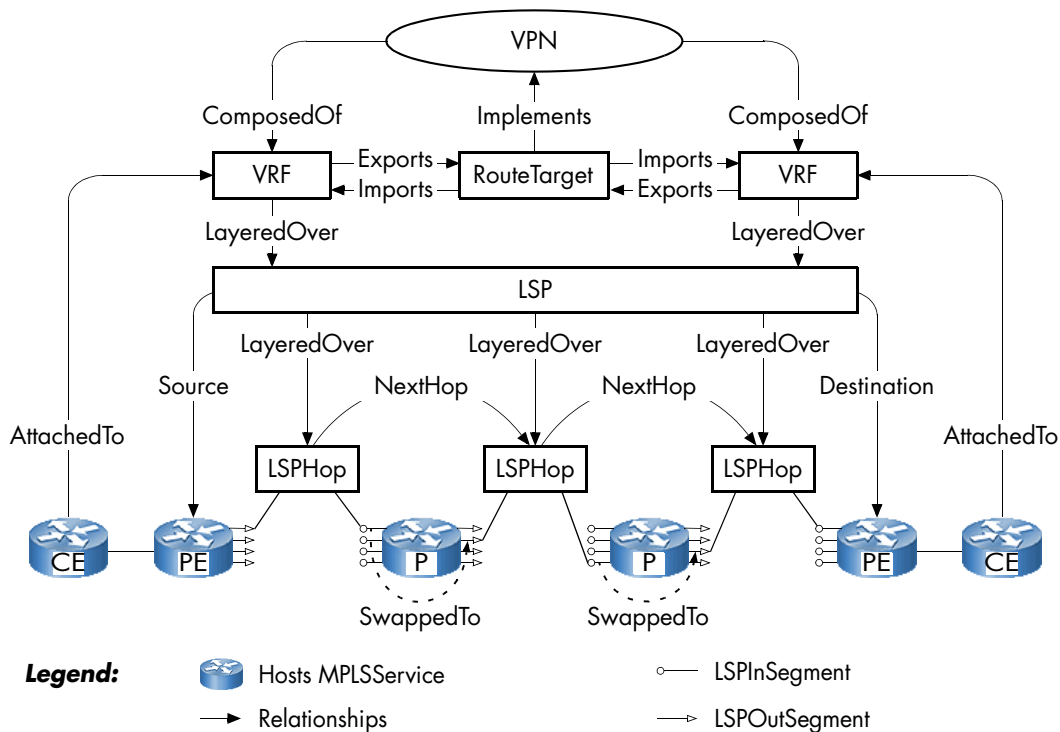 VPN
ComposedOf
Implements
ComposedOf
VRF
Exports
Imports
RouteTarget
Imports
Exports
VRF
LayeredOver
LayeredOver
LSP
LayeredOver
LayeredOver
LayeredOver
Source
NextHop
NextHop
Destination
AttachedTo
AttachedTo
LSPHop
LSPHop
LSPHop
CE
PE
P
P
PE
CE
SwappedTo
SwappedTo
Legend:
Hosts MPLSService
LSPInSegment
Relationships
LSPOutSegment